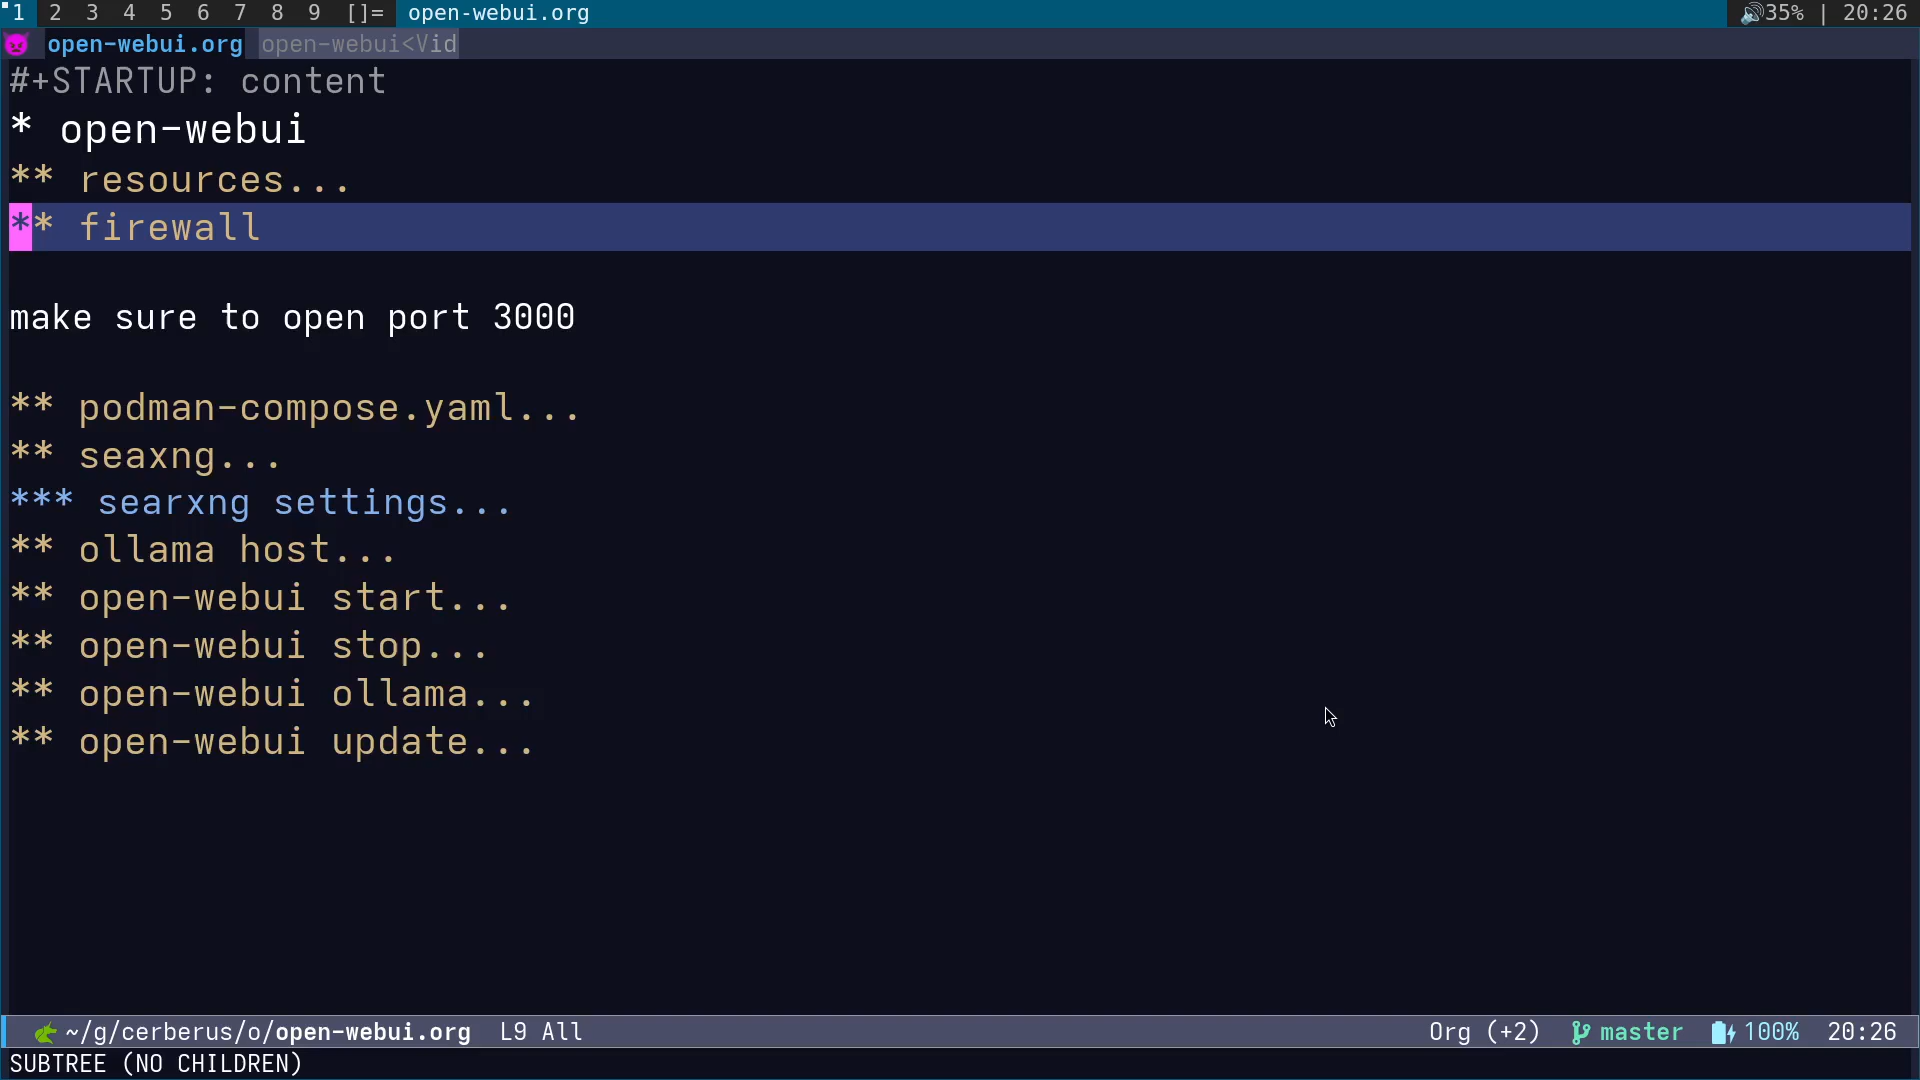 1 2 3 4 5 6 7 8 9 []= open-webui.org 35% | 20:26
open-webui.org open-webui<Vid
#+STARTUP: content
* open-webui
** resources...
** firewall
make sure to open port 3000
** podman-compose.yaml...
** seaxng...
*** searxng settings...
** ollama host...
** open-webui start...
** open-webui stop...
** open-webui ollama...
** open-webui update...
~/g/cerberus/o/open-webui.org L9 All Org (+2) master 100% 20:26
SUBTREE (NO CHILDREN)